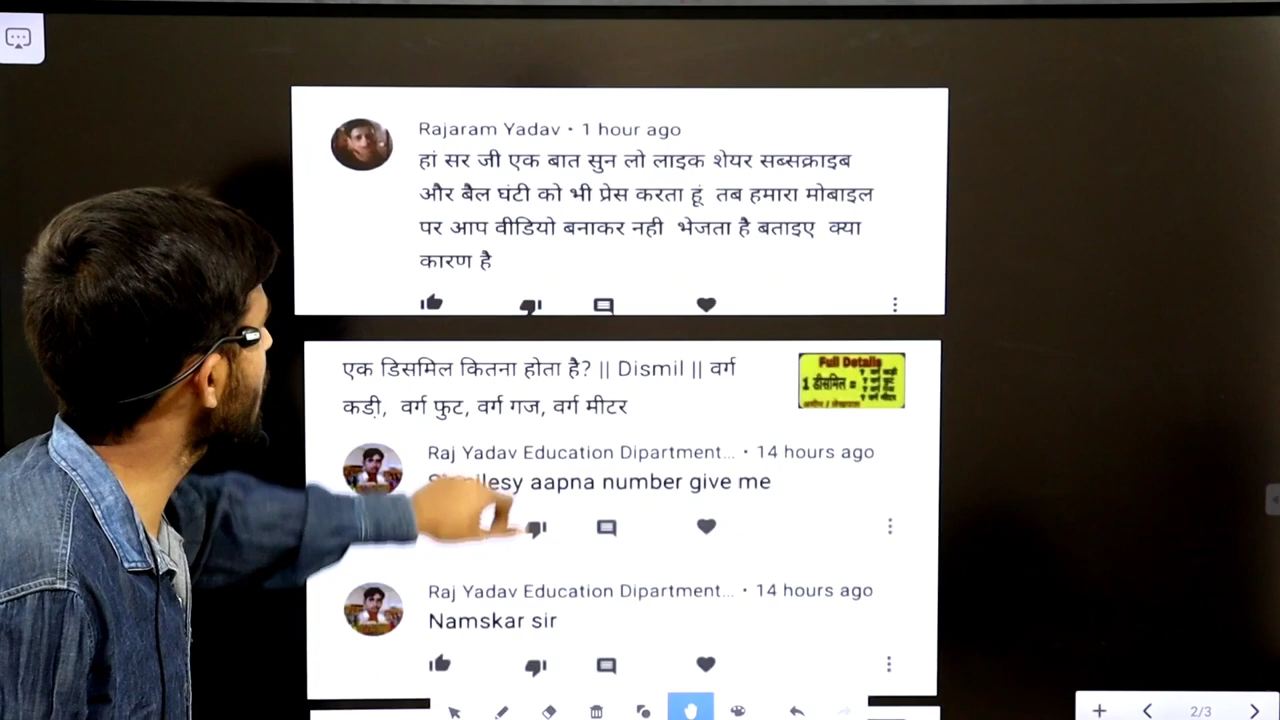 Rajaram Yadav • 1 hour ago
हां सर जी एक बात सुन लो लाइक शेयर सब्सक्राइब
और बैल घंटी को भी प्रेस करता हूं तब हमारा मोबाइल
पर आप वीडियो बनाकर नही भेजता है बताइए क्या
कारण है
एक डिसमिल कितना होता है? || Dismil || वर्ग
कड़ी, वर्ग फुट, वर्ग गज, वर्ग मीटर
Full Details
1 डीसमिल =
Raj Yadav Education Dipartment... • 14 hours ago
aapna number give me
Raj Yadav Education Dipartment... • 14 hours ago
Namskar sir
2/3